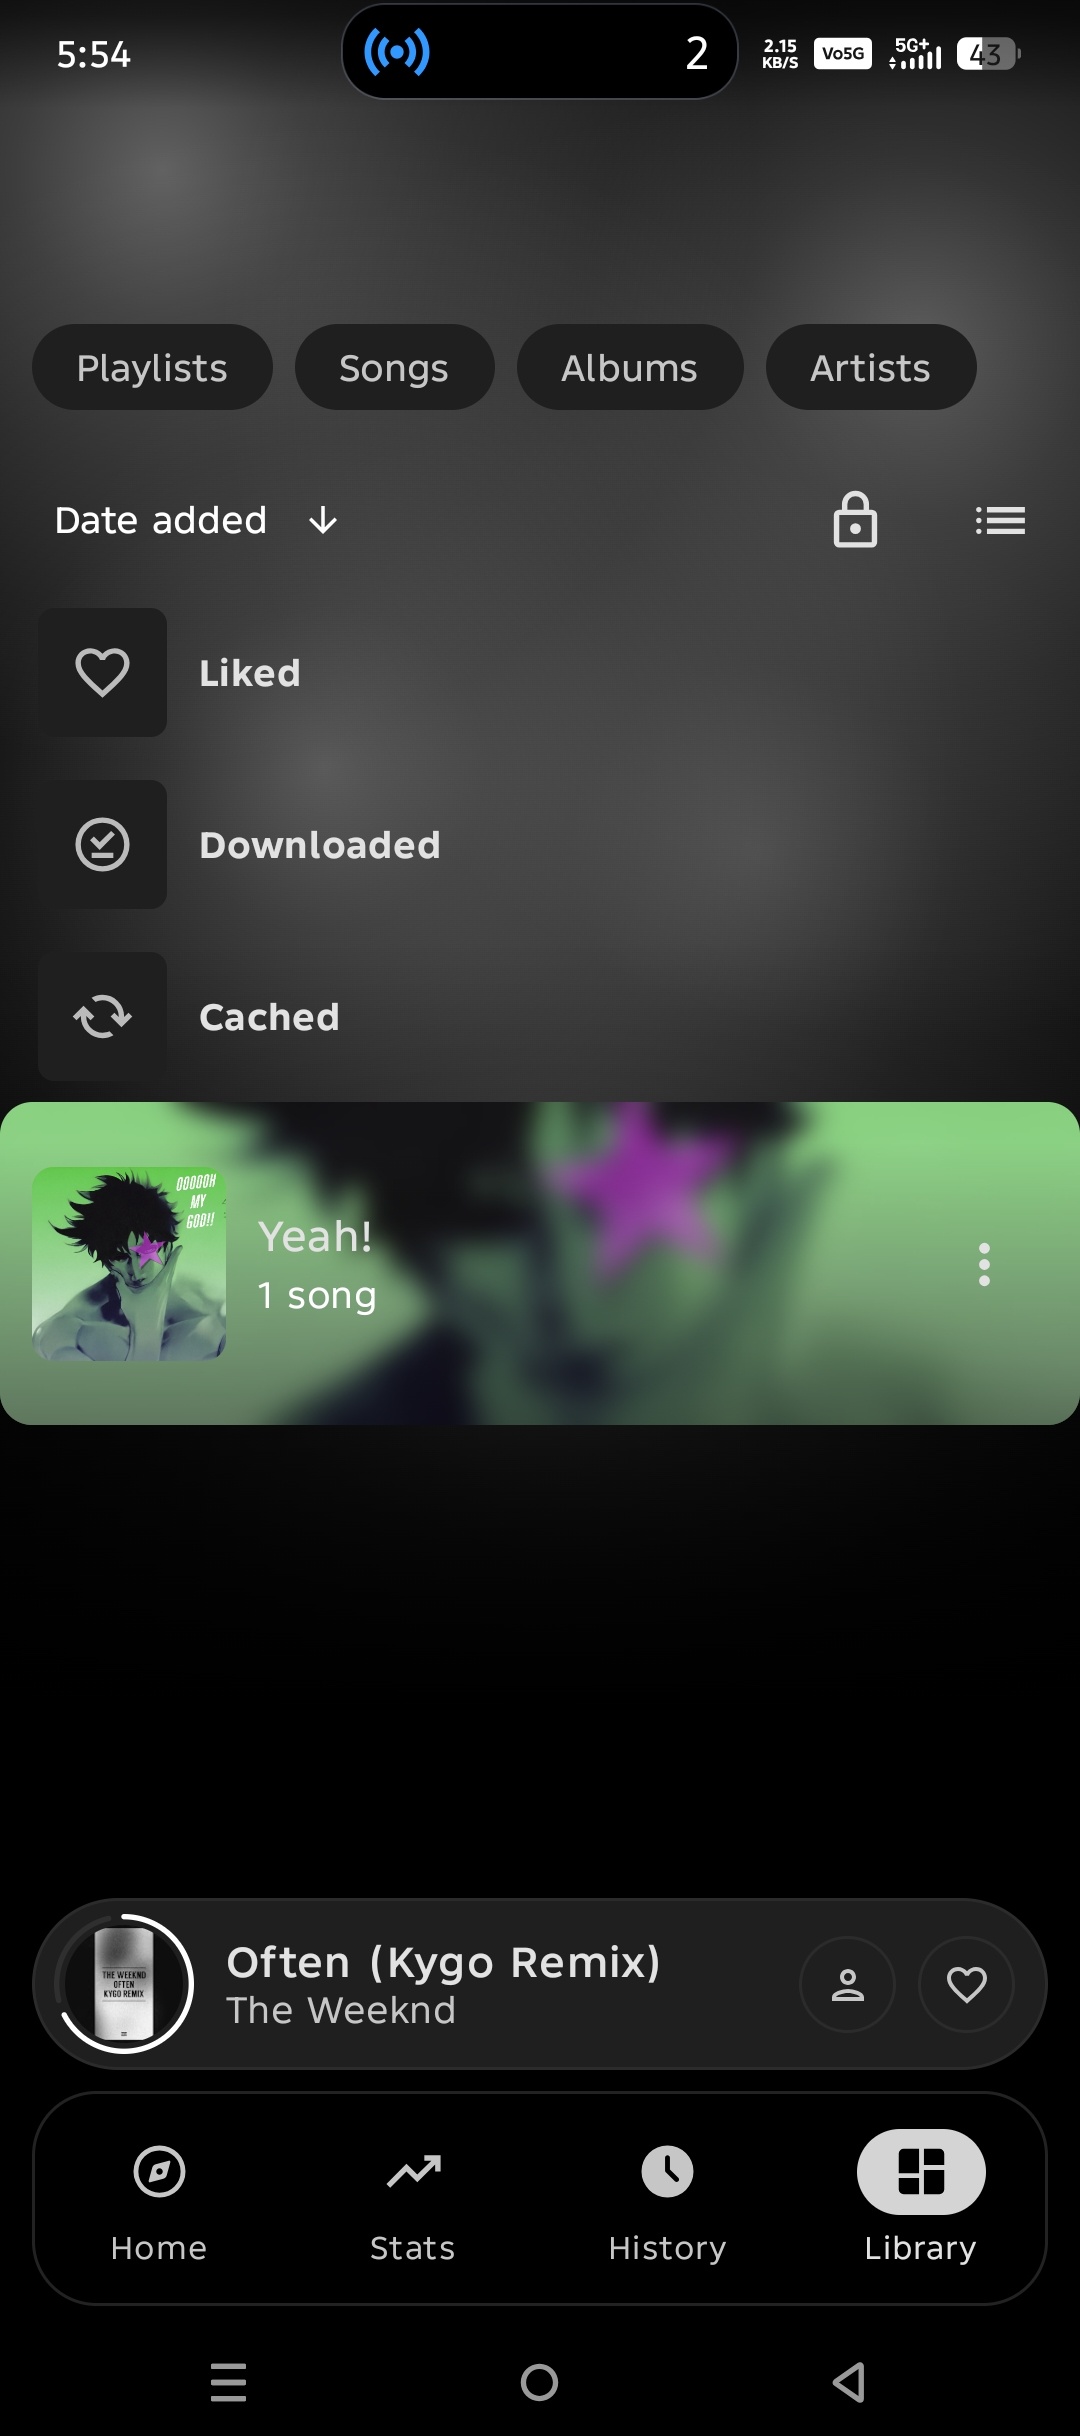 5:54
2
2.15
KB/S
Vo5G
5G+
43
Playlists
Songs
Albums
Artists
Date added
Liked
Downloaded
Cached
OOOOOH
MY
GOD!!
Yeah!
1 song
THE WEEKND
OFTEN
KYGO REMIX
Often (Kygo Remix)
The Weeknd
Home
Stats
History
Library